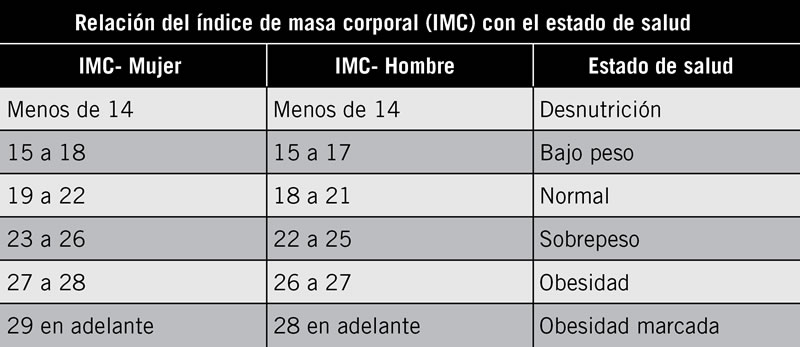 Relación del índice de masa corporal (IMC) con el estado de salud
IMC- Mujer IMC- Hombre Estado de salud
Menos de 14 Menos de 14 Desnutrición
15 a 18 15 a 17 Bajo peso
19 a 22 18 a 21 Normal
23 a 26 22 a 25 Sobrepeso
27 a 28 26 a 27 Obesidad
29 en adelante 28 en adelante Obesidad marcada